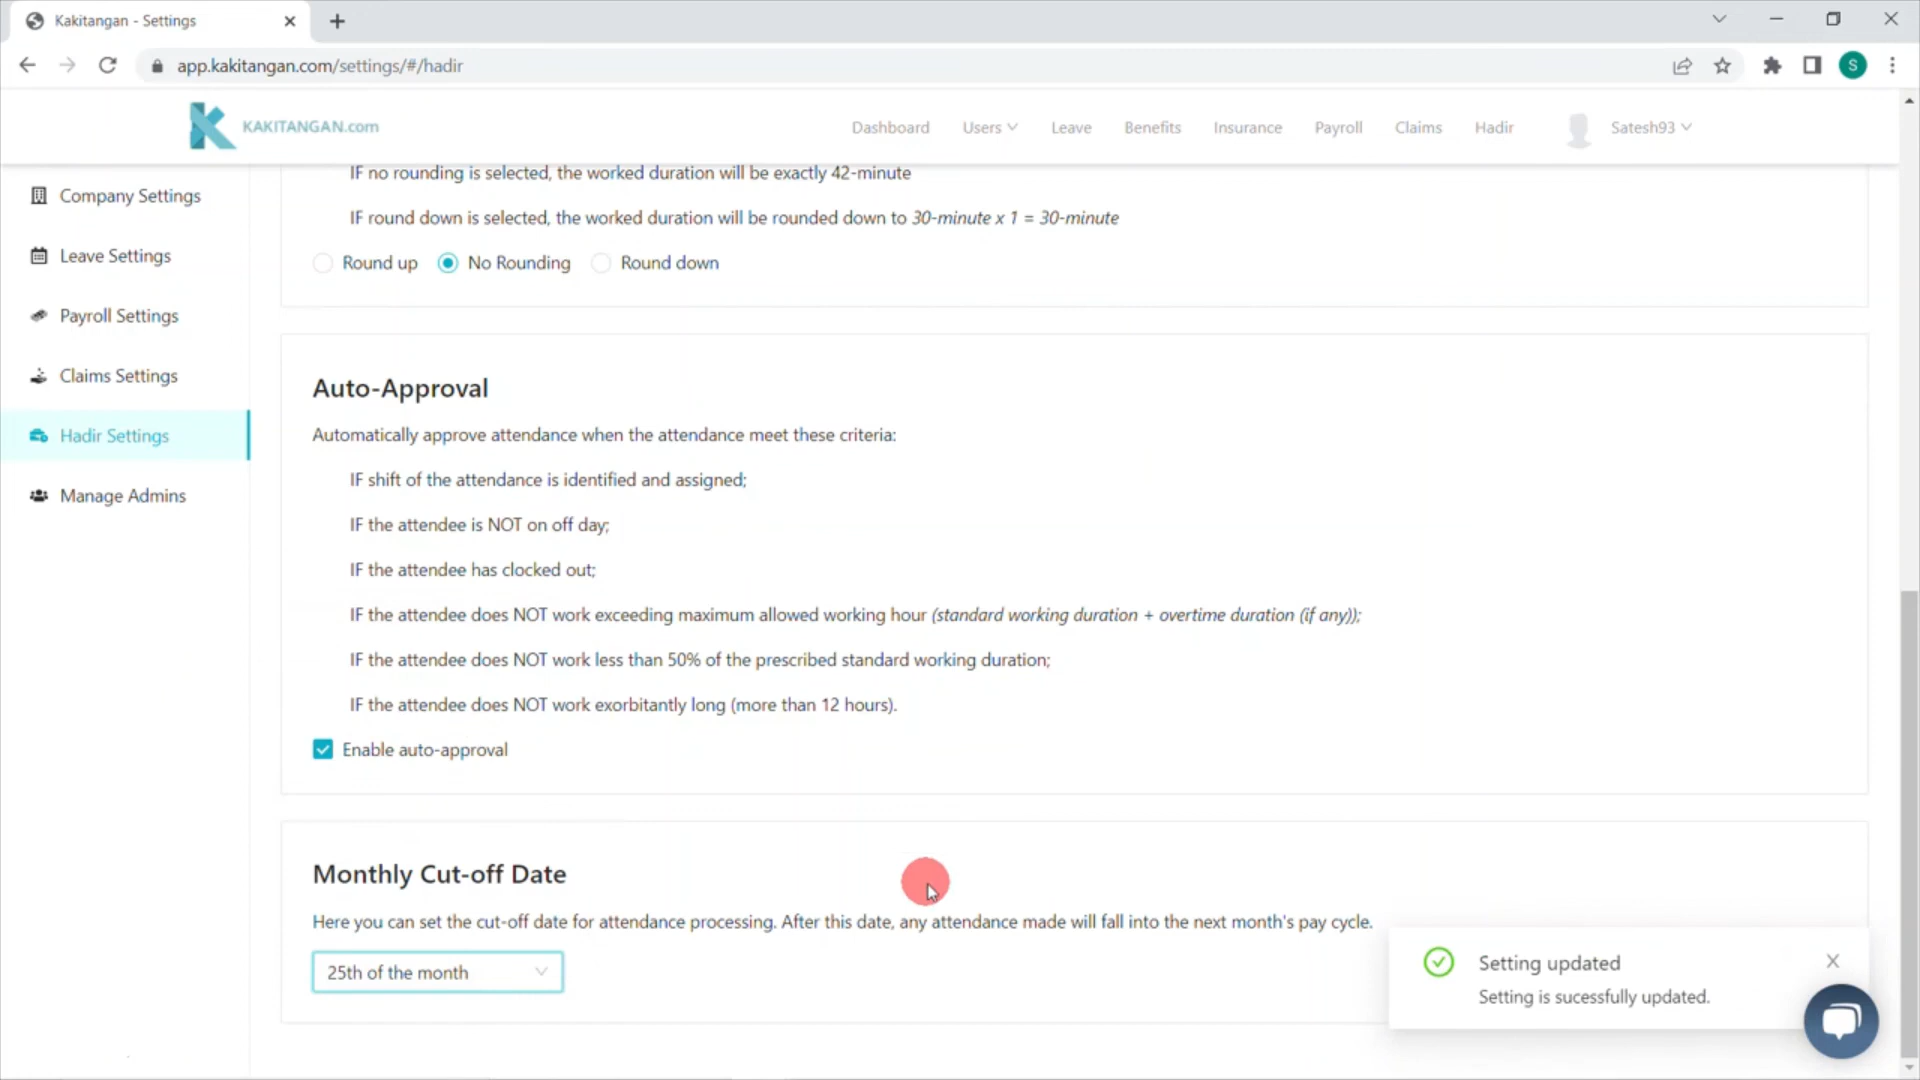 Kakitangan - Settings
app.kakitangan.com/settings/#/hadir
S
KAKITANGAN.com
Dashboard
Users
Leave
Benefits
Insurance
Payroll
Claims
Hadir
Satesh93
Company Settings
Leave Settings
Payroll Settings
Claims Settings
Hadir Settings
Manage Admins
IF no rounding is selected, the worked duration will be exactly 42-minute
IF round down is selected, the worked duration will be rounded down to 30-minute x 1 = 30-minute
Round up
No Rounding
Round down
Auto-Approval
Automatically approve attendance when the attendance meet these criteria:
IF shift of the attendance is identified and assigned;
IF the attendee is NOT on off day;
IF the attendee has clocked out;
IF the attendee does NOT work exceeding maximum allowed working hour (standard working duration + overtime duration (if any));
IF the attendee does NOT work less than 50% of the prescribed standard working duration;
IF the attendee does NOT work exorbitantly long (more than 12 hours).
Enable auto-approval
Monthly Cut-off Date
Here you can set the cut-off date for attendance processing. After this date, any attendance made will fall into the next month's pay cycle.
25th of the month
Setting updated
Setting is sucessfully updated.